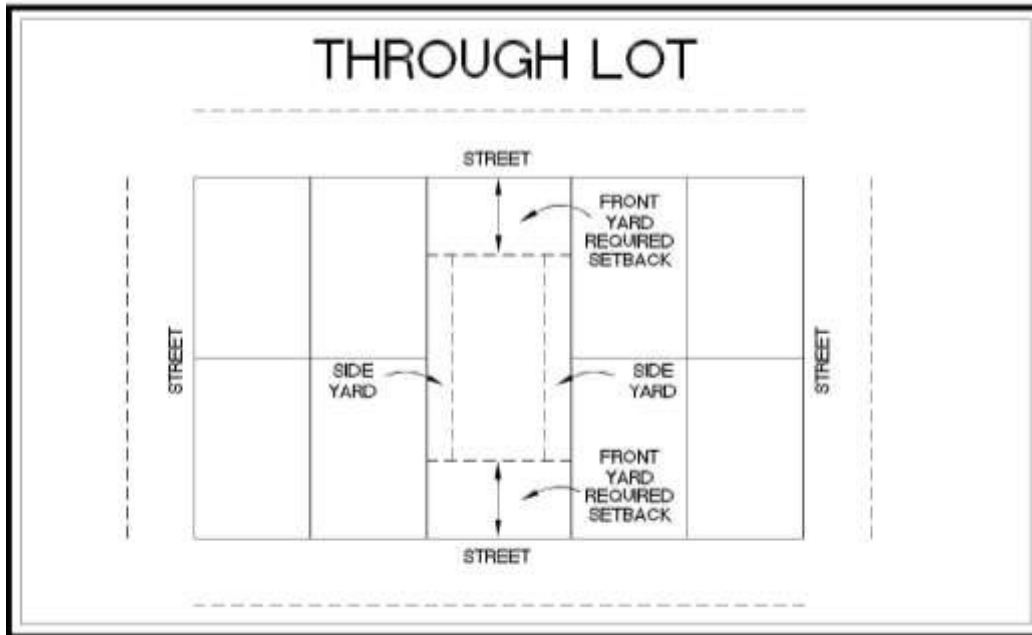 THROUGH LOT
STREET
FRONT
YARD
REQUIRED
SETBACK
STREET
SIDE
YARD
SIDE
YARD
STREET
FRONT
YARD
REQUIRED
SETBACK
STREET